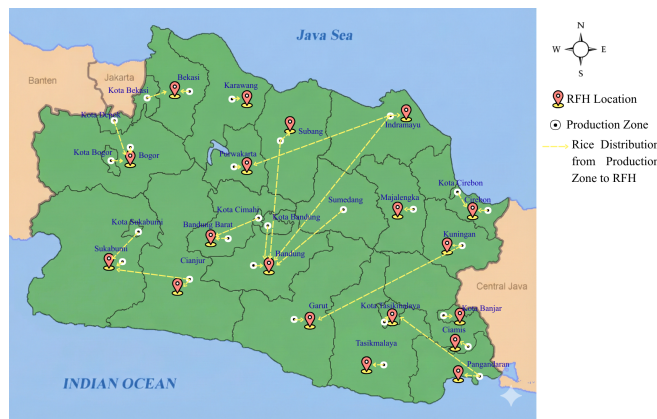 Java Sea
Banten
Jakarta
Kota Bekasi
Bekasi
Karawang
Kota Depok
Subang
Indramayu
Kota Bogor
Bogor
Purwakarta
Kota Cirebon
Cirebon
Kota Sukabumi
Kota Cimahi
Kota Bandung
Sumedang
Majalengka
Bandung Barat
Kuningan
Sukabumi
Cianjur
Bandung
Central Java
Garut
Kota Tasikmalaya
Kota Banjar
Ciamis
Tasikmalaya
Pangandaran
INDIAN OCEAN
N
W
E
S
RFH Location
Production Zone
Rice Distribution
from Production
Zone to RFH